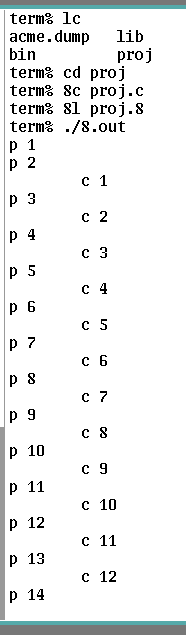 term% lc
acme.dump   lib
bin         proj
term% cd proj
term% 8c proj.c
term% 8l proj.8
term% ./8.out
p 1
p 2
        c 1
p 3
        c 2
p 4
        c 3
p 5
        c 4
p 6
        c 5
p 7
        c 6
p 8
        c 7
p 9
        c 8
p 10
        c 9
p 11
        c 10
p 12
        c 11
p 13
        c 12
p 14